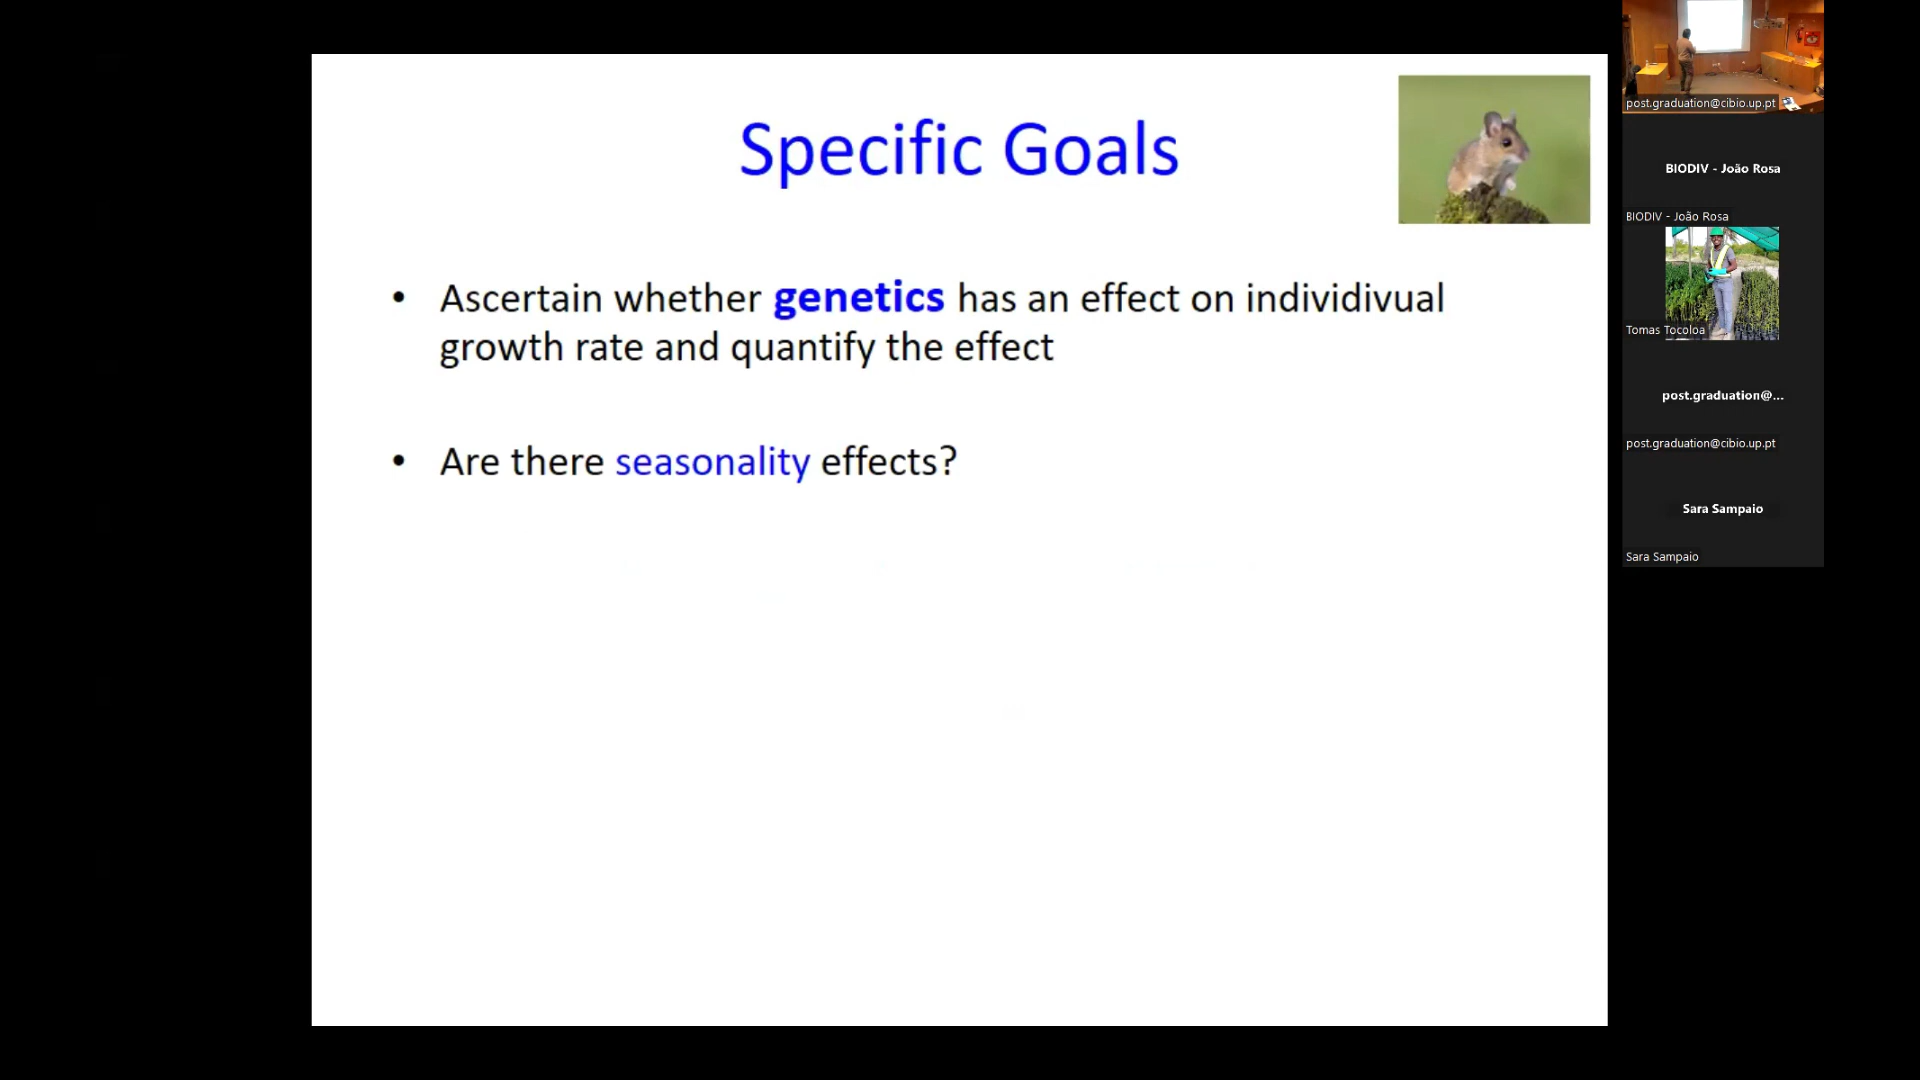 Specific Goals
• Ascertain whether genetics has an effect on individivual
growth rate and quantify the effect
• Are there seasonality effects?
post.graduation@cibio.up.pt
BIODIV - João Rosa
BIODIV - João Rosa
Tomas Tocoloa
post.graduation@...
post.graduation@cibio.up.pt
Sara Sampaio
Sara Sampaio